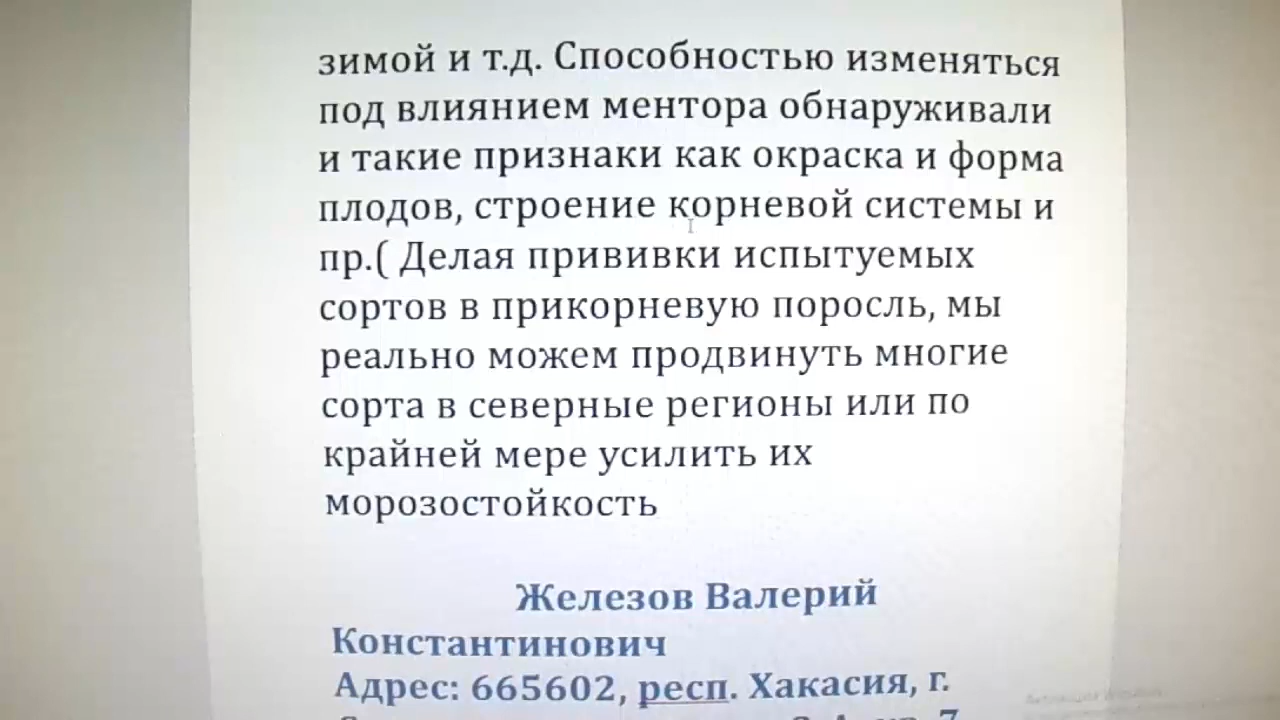 зимой и т.д. Способностью изменяться
под влиянием ментора обнаруживали
и такие признаки как окраска и форма
плодов, строение корневой системы и
пр.( Делая прививки испытуемых
сортов в прикорневую поросль, мы
реально можем продвинуть многие
сорта в северные регионы или по
крайней мере усилить их
морозостойкость
Железов Валерий
Константинович
Адрес: 665602, респ. Хакасия, г.